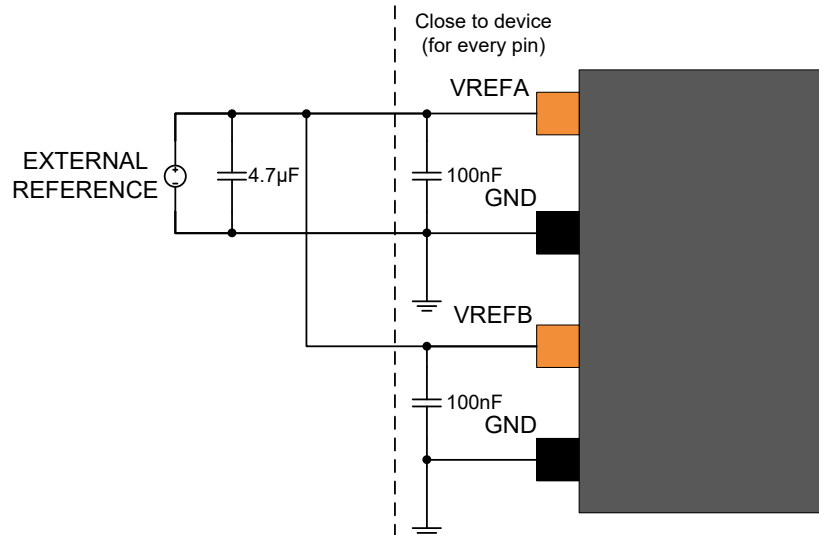 Close to device
(for every pin)
VREFA
EXTERNAL
REFERENCE
+
-
4.7µF
100nF
GND
VREFB
100nF
GND